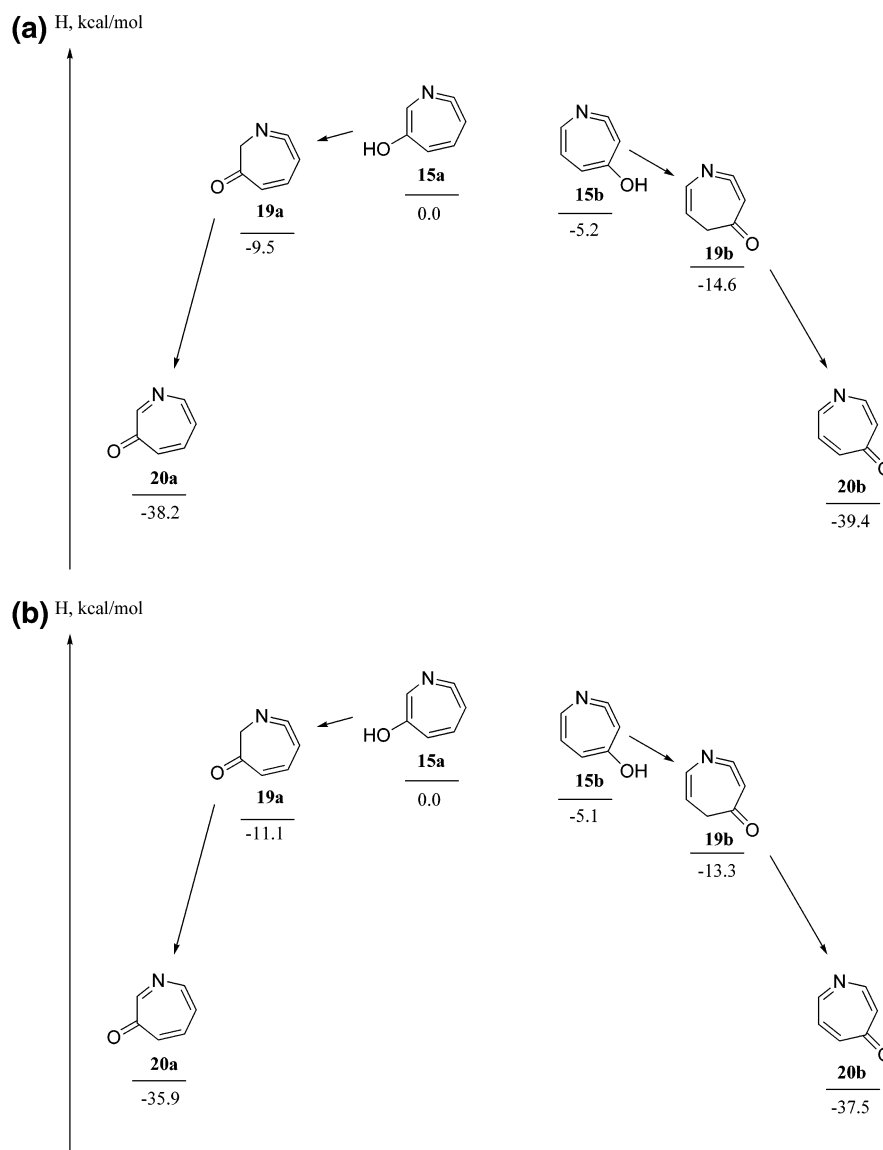 (a) H, kcal/mol
N
N
N
HO
15a
0.0
O
19a
-9.5
OH
15b
-5.2
N
O
19b
-14.6
N
O
20a
-38.2
N
O
20b
-39.4
(b) H, kcal/mol
N
N
N
HO
15a
0.0
O
19a
-11.1
OH
15b
-5.1
N
O
19b
-13.3
N
O
20a
-35.9
N
O
20b
-37.5